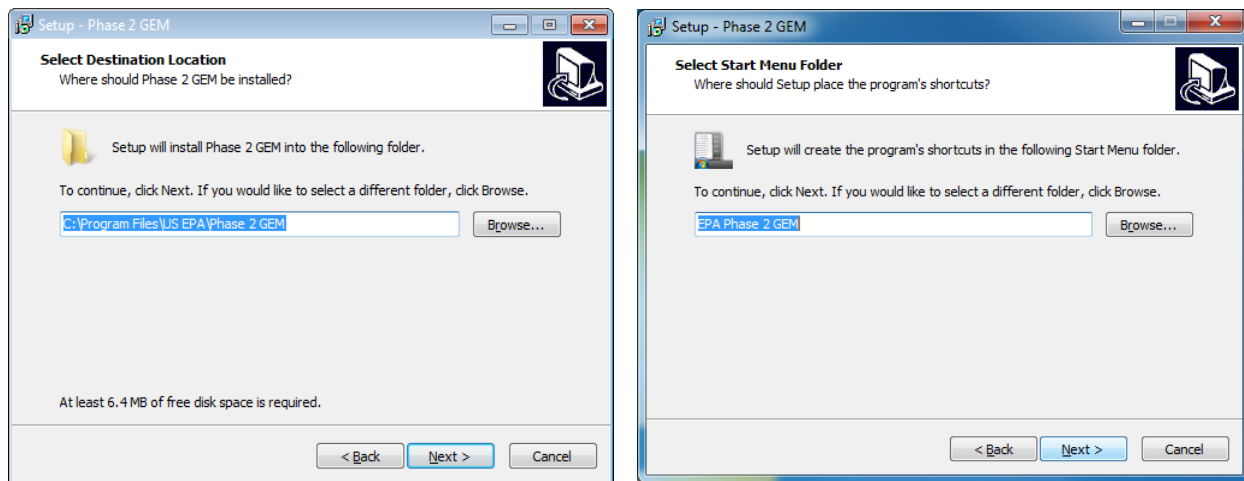 Setup - Phase 2 GEM
Select Destination Location
Where should Phase 2 GEM be installed?
Setup will install Phase 2 GEM into the following folder.
To continue, click Next. If you would like to select a different folder, click Browse.
C:\Program Files\US EPA\Phase 2 GEM
Browse...
At least 6.4 MB of free disk space is required.
< Back
Next >
Cancel
Setup - Phase 2 GEM
Select Start Menu Folder
Where should Setup place the program's shortcuts?
Setup will create the program's shortcuts in the following Start Menu folder.
To continue, click Next. If you would like to select a different folder, click Browse.
EPA Phase 2 GEM
Browse...
< Back
Next >
Cancel